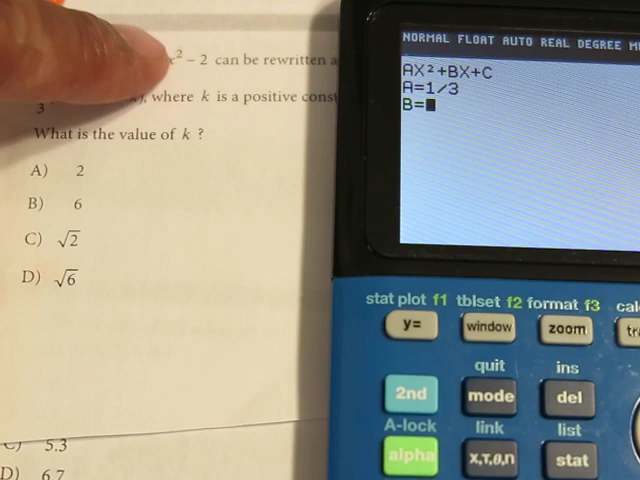 x² – 2 can be rewritten
3
, where k is a positive
What is the value of k ?
A) 2
B) 6
C) √2
D) √6
5.3
D) 6.7
NORMAL FLOAT AUTO REAL DEGREE
AX²+BX+C
A=1/3
B=
stat plot f1 tblset f2 format f3
y= window zoom
quit ins
2nd mode del
A-lock link list
alpha X,T,θ,n stat